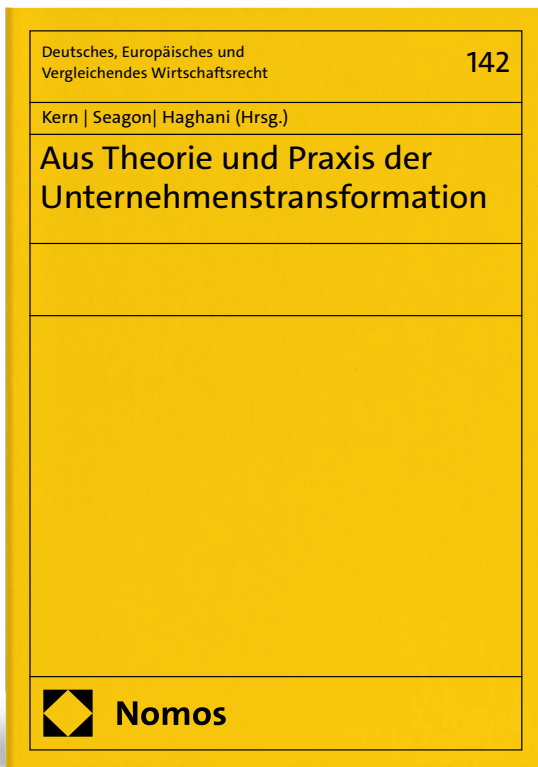 Deutsches, Europäisches und
Vergleichendes Wirtschaftsrecht
142
Kern | Seagon| Haghani (Hrsg.)
Aus Theorie und Praxis der
Unternehmenstransformation
Nomos